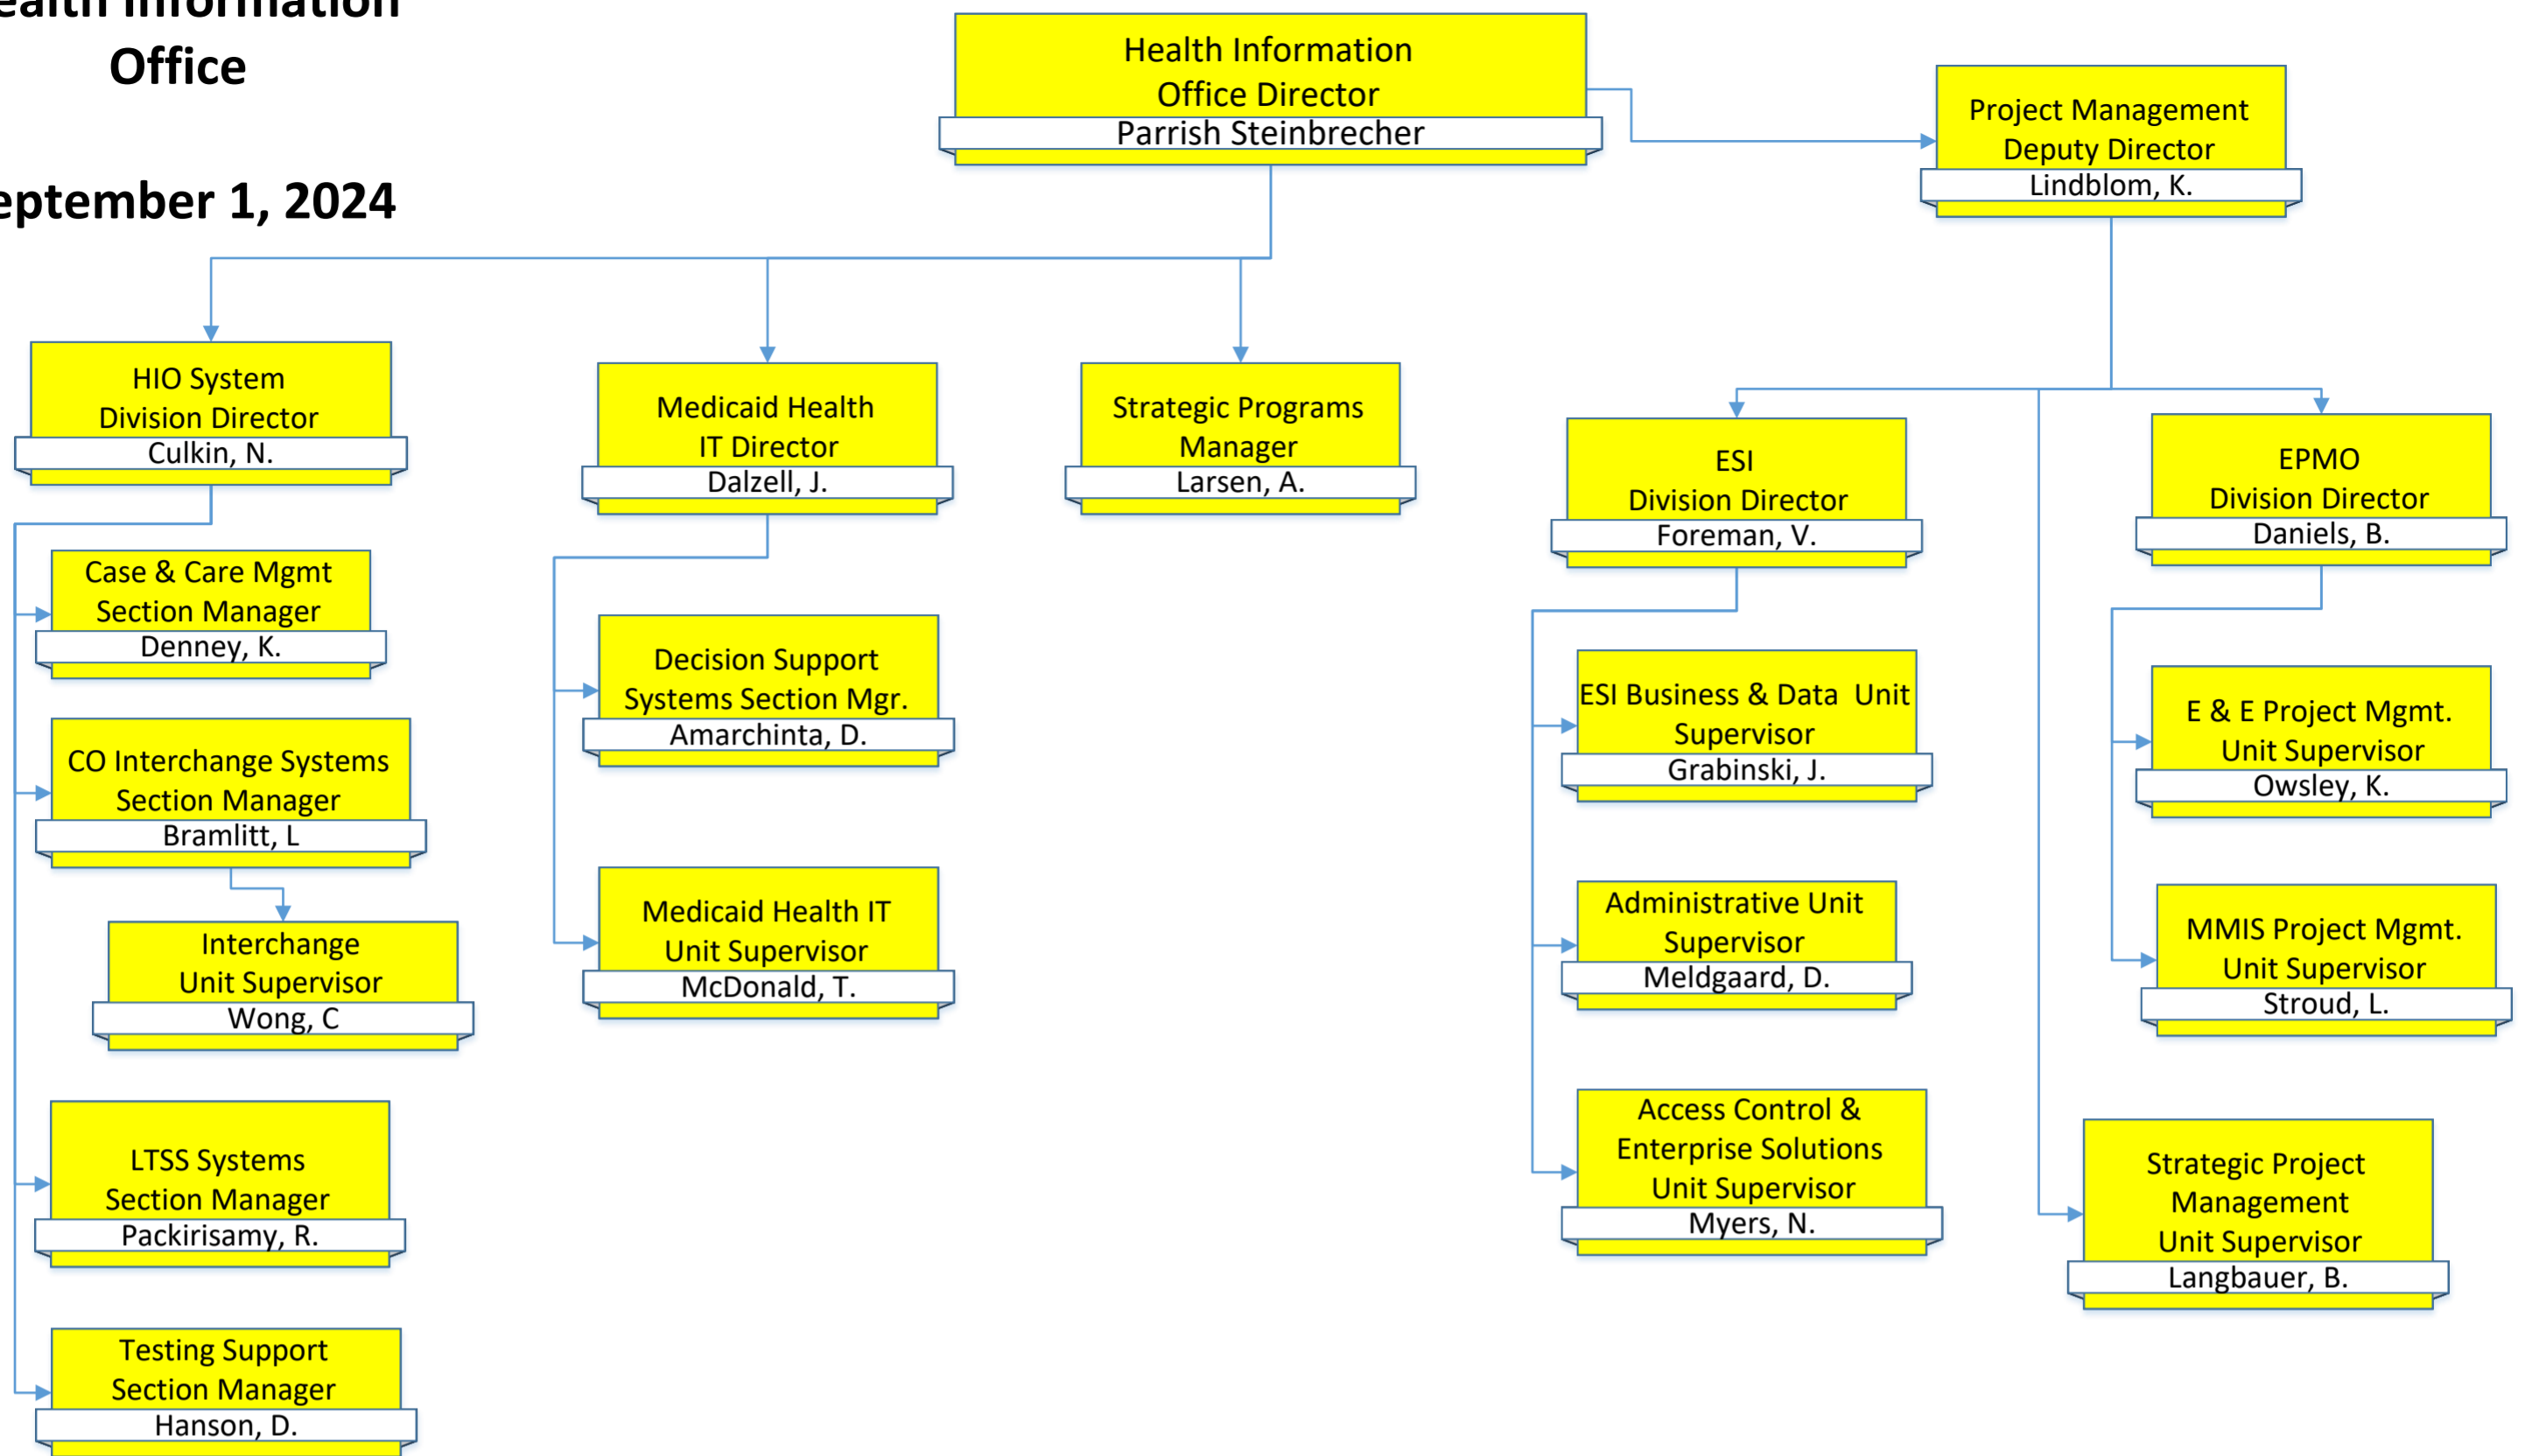 ealth Information
Office
eptember 1, 2024
Health Information
Office Director
Parrish Steinbrecher
Project Management
Deputy Director
Lindblom, K.
HIO System
Division Director
Culkin, N.
Medicaid Health
IT Director
Dalzell, J.
Strategic Programs
Manager
Larsen, A.
ESI
Division Director
Foreman, V.
EPMO
Division Director
Daniels, B.
Case & Care Mgmt
Section Manager
Denney, K.
CO Interchange Systems
Section Manager
Bramlitt, L
Interchange
Unit Supervisor
Wong, C
LTSS Systems
Section Manager
Packirisamy, R.
Testing Support
Section Manager
Hanson, D.
Decision Support
Systems Section Mgr.
Amarchinta, D.
Medicaid Health IT
Unit Supervisor
McDonald, T.
ESI Business & Data  Unit
Supervisor
Grabinski, J.
Administrative Unit
Supervisor
Meldgaard, D.
Access Control &
Enterprise Solutions
Unit Supervisor
Myers, N.
E & E Project Mgmt.
Unit Supervisor
Owsley, K.
MMIS Project Mgmt.
Unit Supervisor
Stroud, L.
Strategic Project
Management
Unit Supervisor
Langbauer, B.